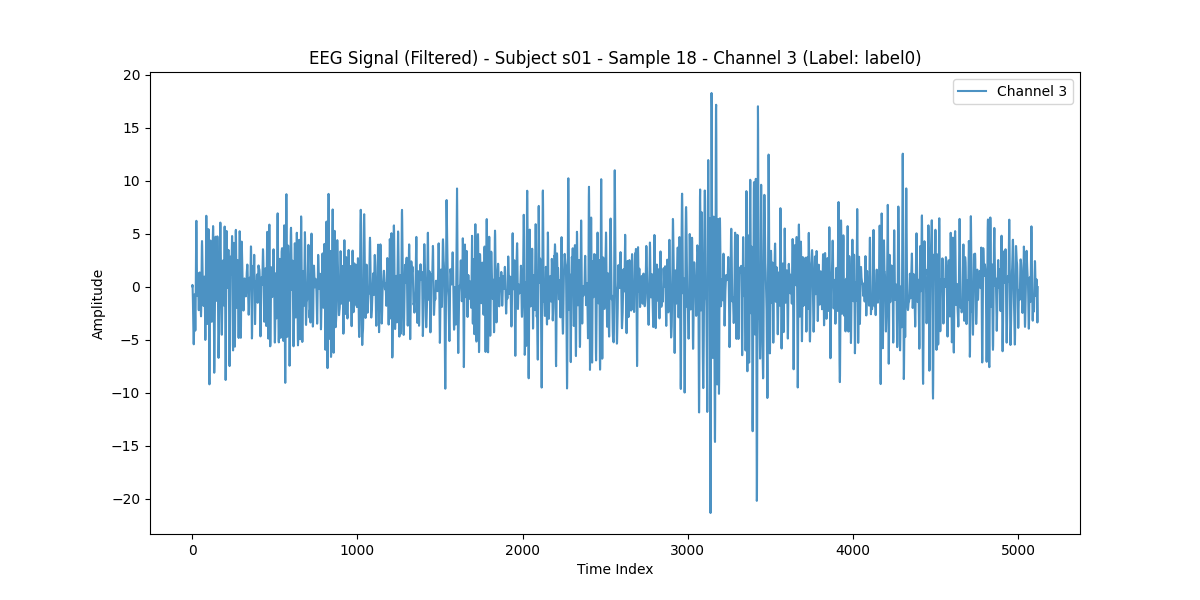 EEG Signal (Filtered) - Subject s01 - Sample 18 - Channel 3 (Label: label0)
Channel 3
20
15
10
5
0
−5
−10
−15
−20
Amplitude
0 1000 2000 3000 4000 5000
Time Index